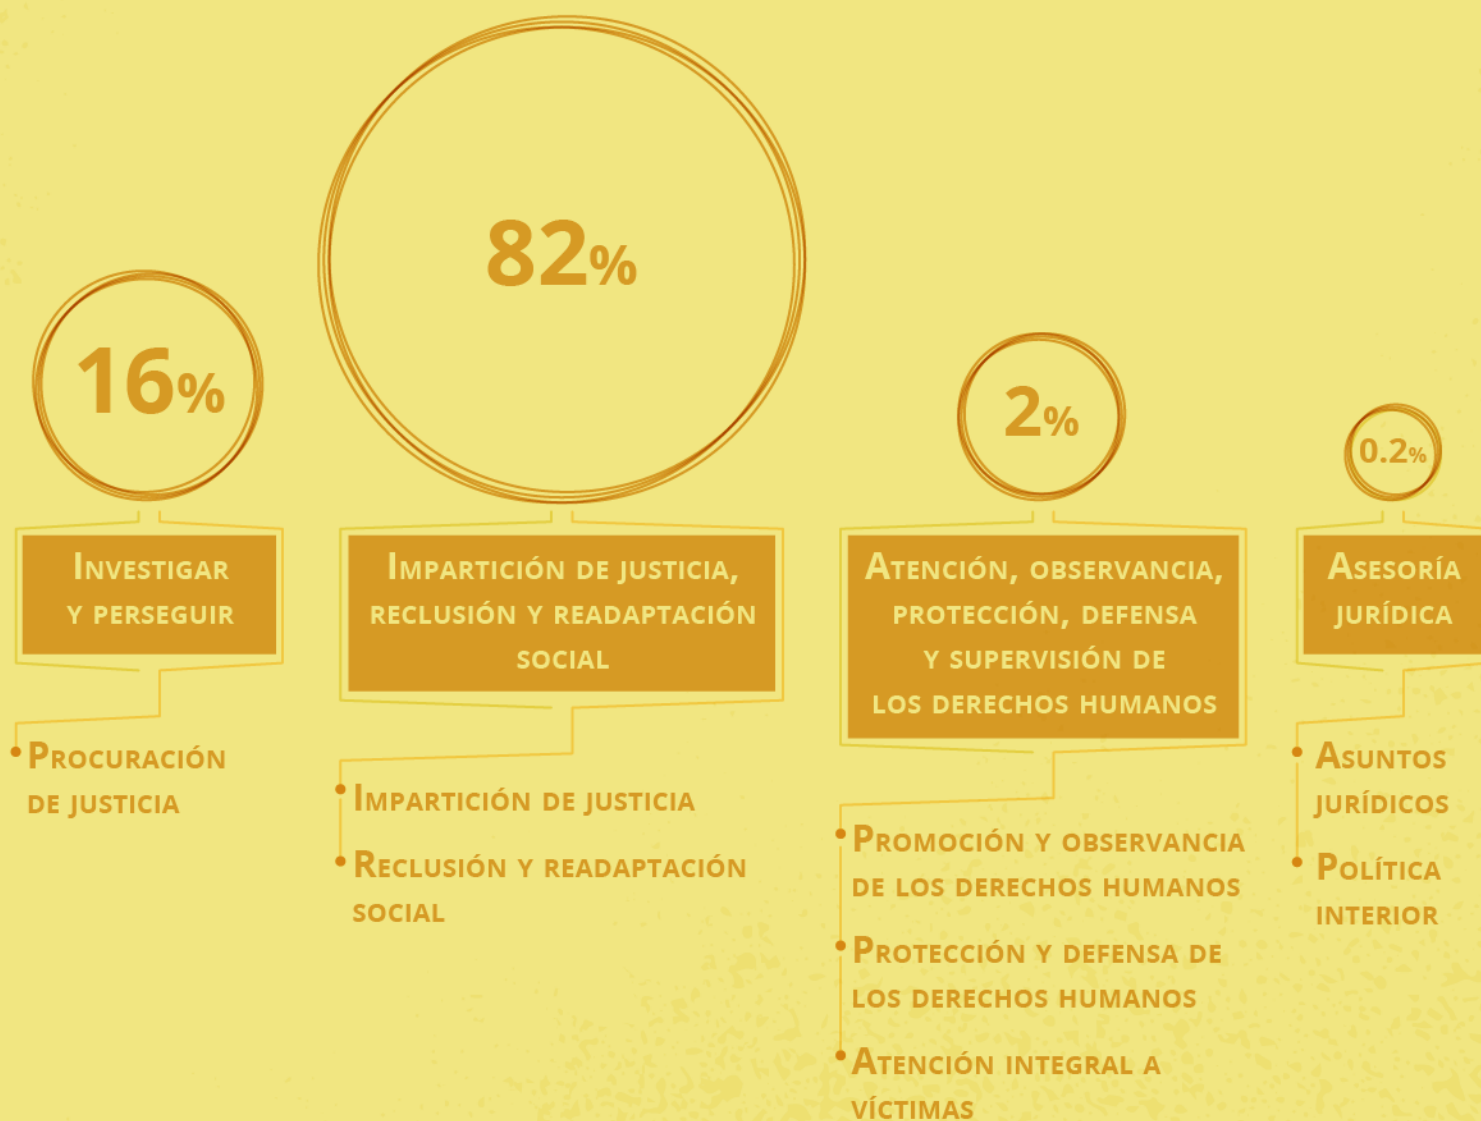 16%
INVESTIGAR
Y PERSEGUIR
PROCURACIÓN
DE JUSTICIA
82%
IMPARTICIÓN DE JUSTICIA,
RECLUSIÓN Y READAPTACIÓN
SOCIAL
IMPARTICIÓN DE JUSTICIA
RECLUSIÓN Y READAPTACIÓN
SOCIAL
2%
ATENCIÓN, OBSERVANCIA,
PROTECCIÓN, DEFENSA
Y SUPERVISIÓN DE
LOS DERECHOS HUMANOS
PROMOCIÓN Y OBSERVANCIA
DE LOS DERECHOS HUMANOS
PROTECCIÓN Y DEFENSA DE
LOS DERECHOS HUMANOS
ATENCIÓN INTEGRAL A
VÍCTIMAS
0.2%
ASESORÍA
JURÍDICA
ASUNTOS
JURÍDICOS
POLÍTICA
INTERIOR